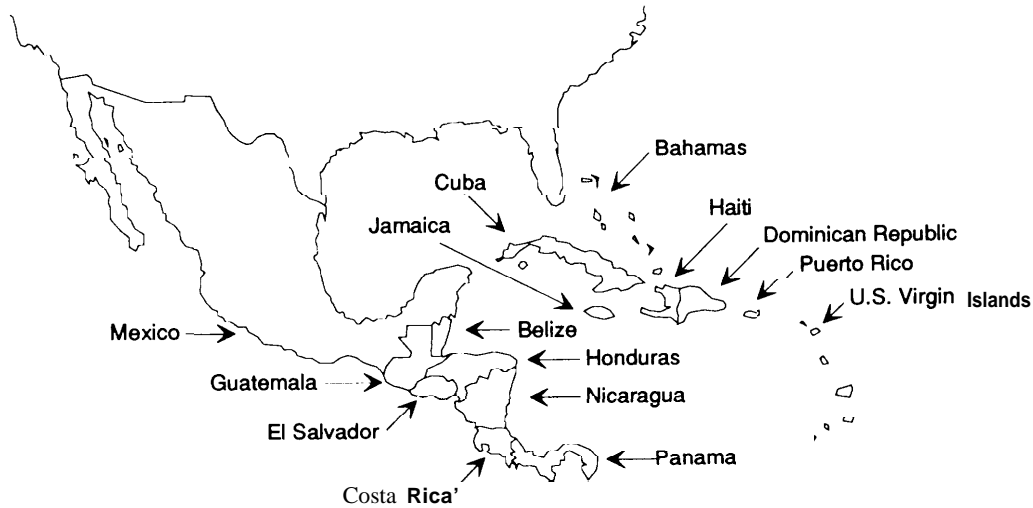 Bahamas
Cuba
Haiti
Jamaica
Dominican Republic
Puerto Rico
U.S. Virgin Islands
Mexico
Belize
Honduras
Guatemala
Nicaragua
El Salvador
Panama
Costa Rica'